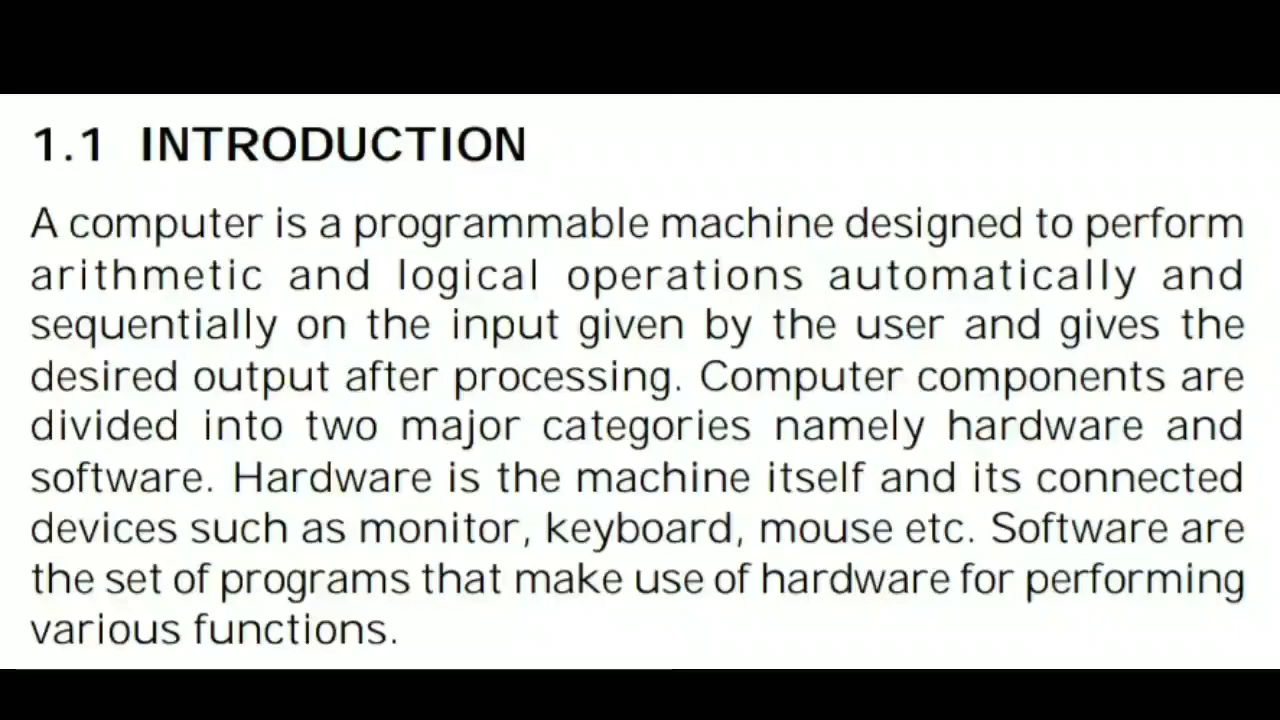 1.1 INTRODUCTION
A computer is a programmable machine designed to perform
arithmetic and logical operations automatically and
sequentially on the input given by the user and gives the
desired output after processing. Computer components are
divided into two major categories namely hardware and
software. Hardware is the machine itself and its connected
devices such as monitor, keyboard, mouse etc. Software are
the set of programs that make use of hardware for performing
various functions.